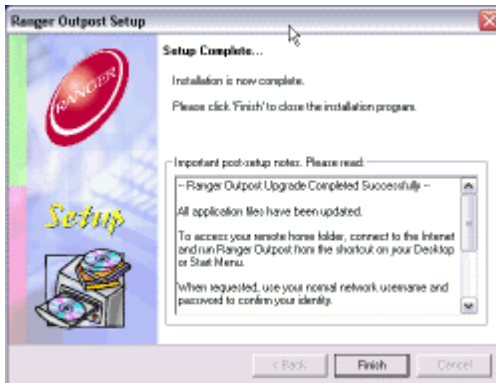 Ranger Outpost Setup
RANGER
Setup
Setup Complete...
Installation is now complete.
Please click 'Finish' to close the installation program.
Important post-setup notes. Please read:
-- Ranger Outpost Upgrade Completed Successfully --
All application files have been updated.
To access your remote home folder, connect to the Internet
and run Ranger Outpost from the shortcut on your Desktop
or Start Menu.
When requested, use your normal network username and
password to confirm your identity.
< Back
Finish
Cancel